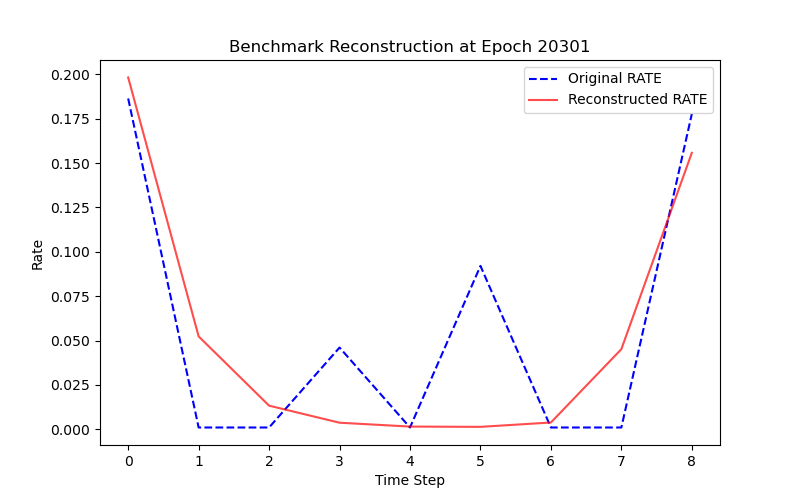 Benchmark Reconstruction at Epoch 20301
Original RATE
Reconstructed RATE
0.200
0.175
0.150
0.125
0.100
0.075
0.050
0.025
0.000
Rate
0 1 2 3 4 5 6 7 8
Time Step